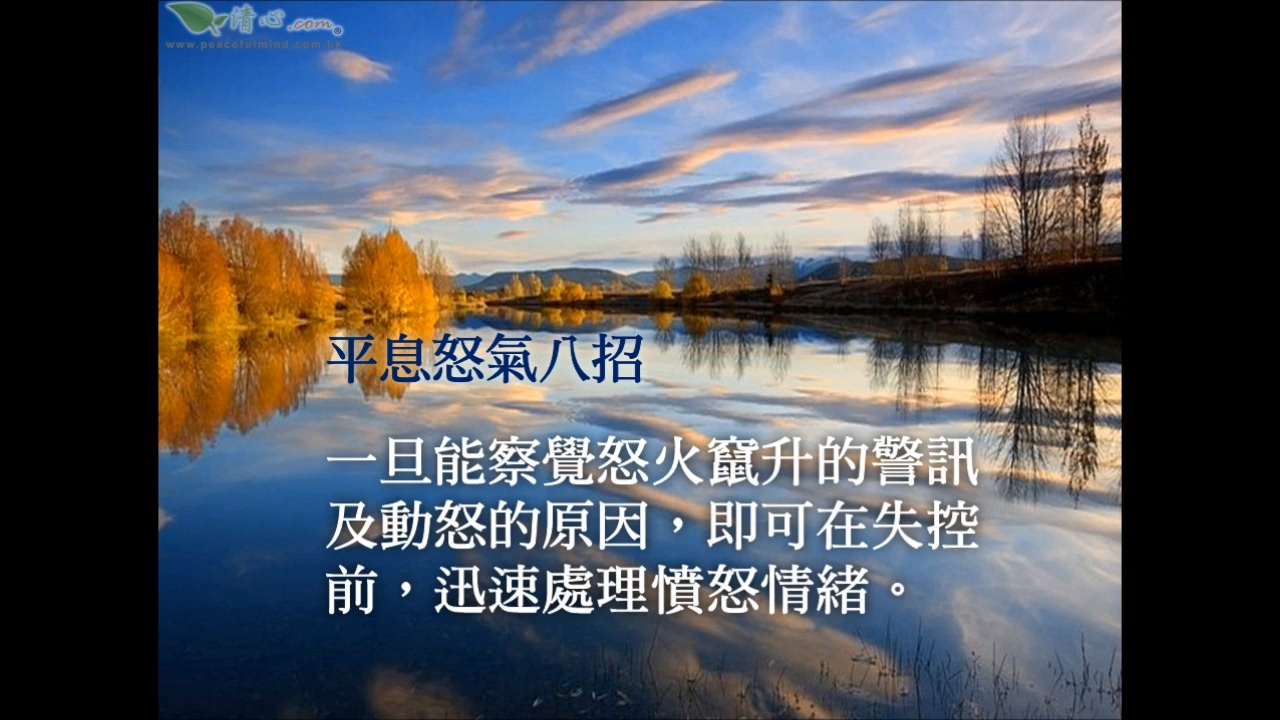 清心.com
www.peacefulmind.com.hk
平息怒氣八招
一旦能察覺怒火竄升的警訊
及動怒的原因，即可在失控
前，迅速處理憤怒情緒。